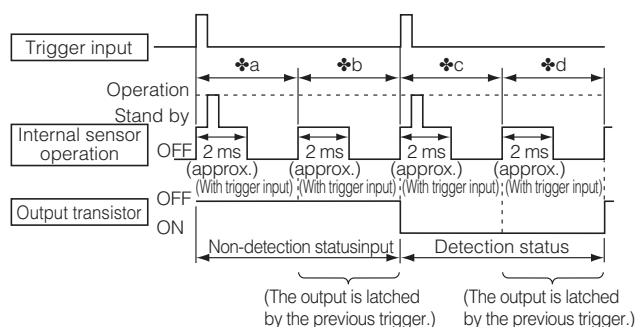 Trigger input
✤a ✤b ✤c ✤d
Operation
Stand by
Internal sensor
operation
OFF
2 ms 2 ms 2 ms 2 ms
(approx.) (approx.) (approx.) (approx.)
(With trigger input) (With trigger input) (With trigger input) (With trigger input)
Output transistor
OFF
ON
Non-detection statusinput Detection status
(The output is latched
by the previous trigger.)
(The output is latched
by the previous trigger.)